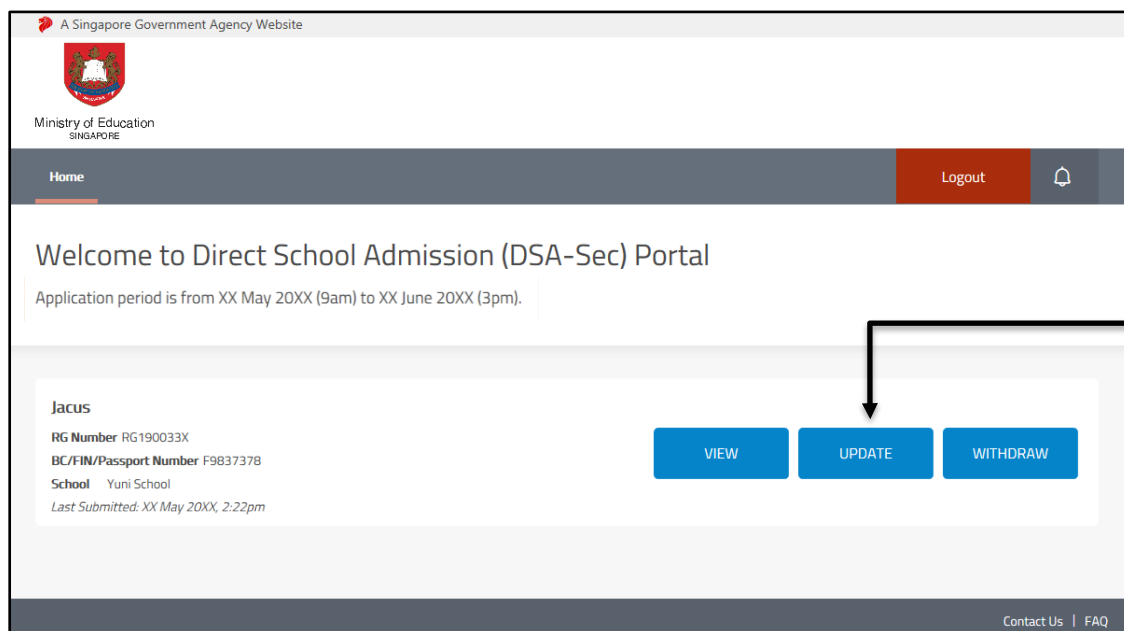 A Singapore Government Agency Website
Ministry of Education
SINGAPORE
Home
Logout
Welcome to Direct School Admission (DSA-Sec) Portal
Application period is from XX May 20XX (9am) to XX June 20XX (3pm).
Jacus
RG Number RG190033X
BC/FIN/Passport Number F9837378
School Yuni School
Last Submitted: XX May 20XX, 2:22pm
VIEW UPDATE WITHDRAW
Contact Us | FAQ